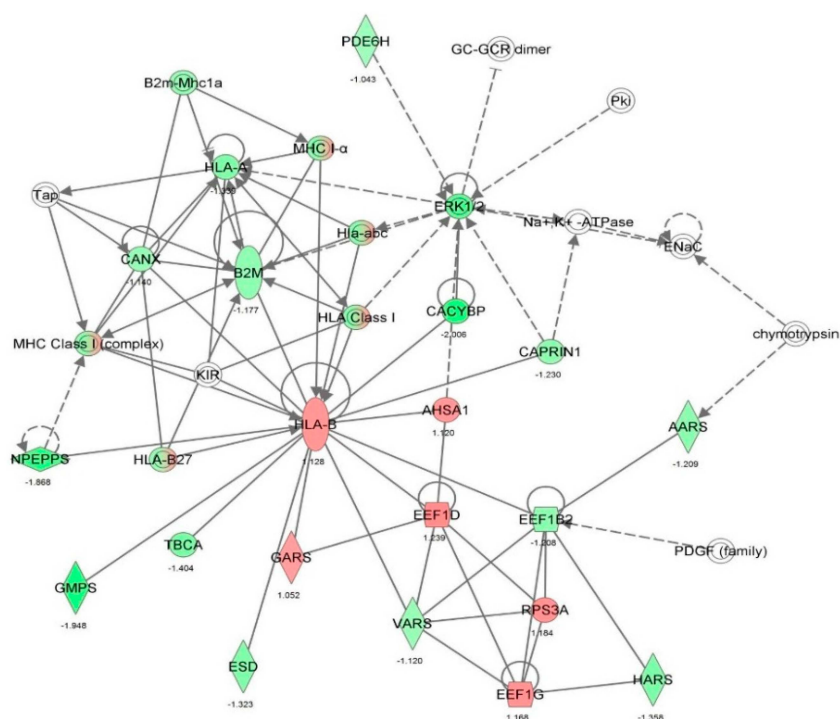 PDE6H
-1.043
GC-GCR dimer
B2m-Mhc1a
Pki
MHC I-α
HLA-A
-1.335
Tap
ERK1/2
Na+,K+ -ATPase
Hla-abc
ENaC
CANX
-1.140
B2M
-1.177
CACYBP
-2.006
HLA Class I
chymotrypsin
MHC Class I (complex)
CAPRIN1
-1.230
KIR
AHSA1
1.120
HLA-B
1.128
AARS
-1.209
NPEPPS
-1.868
HLA-B27
EEF1D
1.239
EEF1B2
-1.208
TBCA
-1.404
GARS
1.052
PDGF (family)
GMPS
-1.948
RPS3A
1.184
VARS
-1.120
ESD
-1.323
EEF1G
1.168
HARS
-1.358